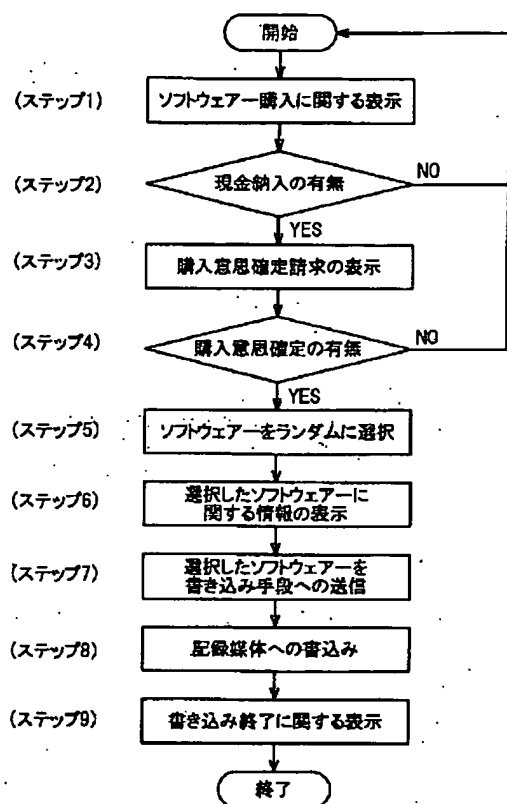 開始
(ステップ1)
ソフトウェアー購入に関する表示
(ステップ2)
現金納入の有無
NO
YES
(ステップ3)
購入意思確定請求の表示
(ステップ4)
購入意思確定の有無
NO
YES
(ステップ5)
ソフトウェアーをランダムに選択
(ステップ6)
選択したソフトウェアーに
関する情報の表示
(ステップ7)
選択したソフトウェアーを
書き込み手段への送信
(ステップ8)
記録媒体への書込み
(ステップ9)
書き込み終了に関する表示
終了